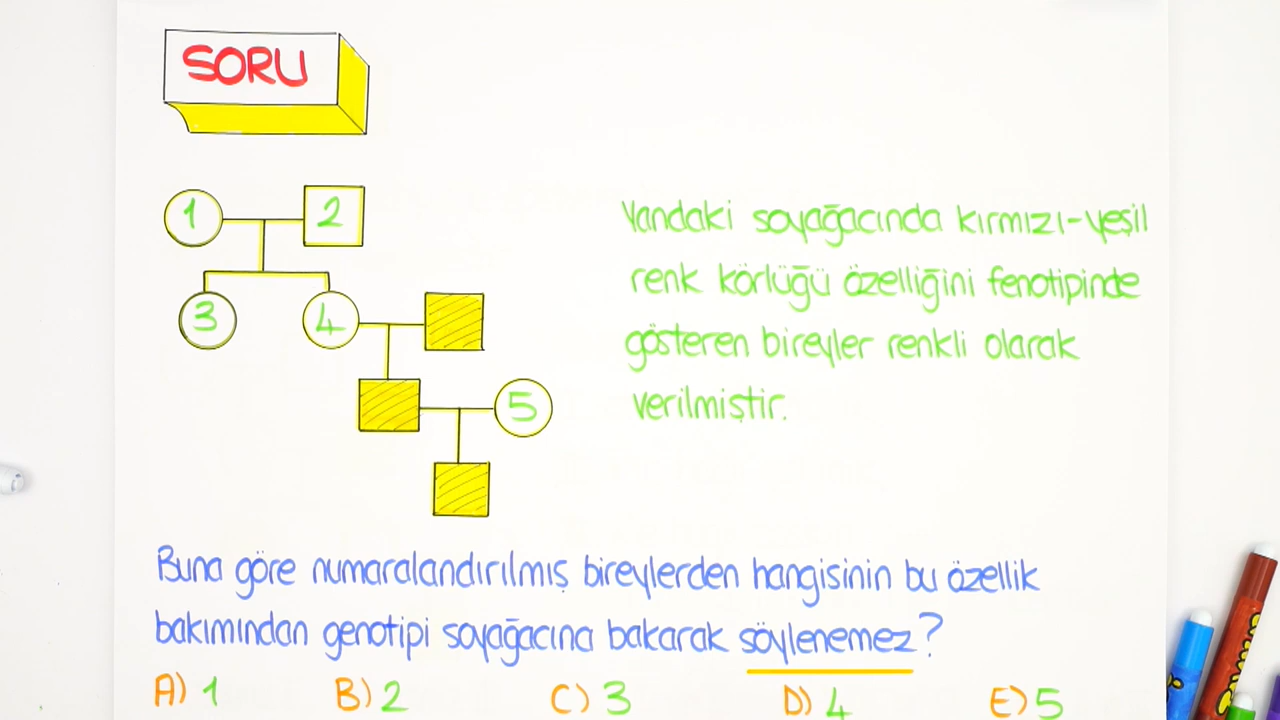 SORU
1
2
3
4
5
Yandaki soyağacında kırmızı-yeşil
renk körlüğü özelliğini fenotipinde
gösteren bireyler renkli olarak
verilmiştir.
Buna göre numaralandırılmış bireylerden hangisinin bu özellik
bakımından genotipi soyağacına bakarak söylenemez?
A) 1 B) 2 C) 3 D) 4 E) 5